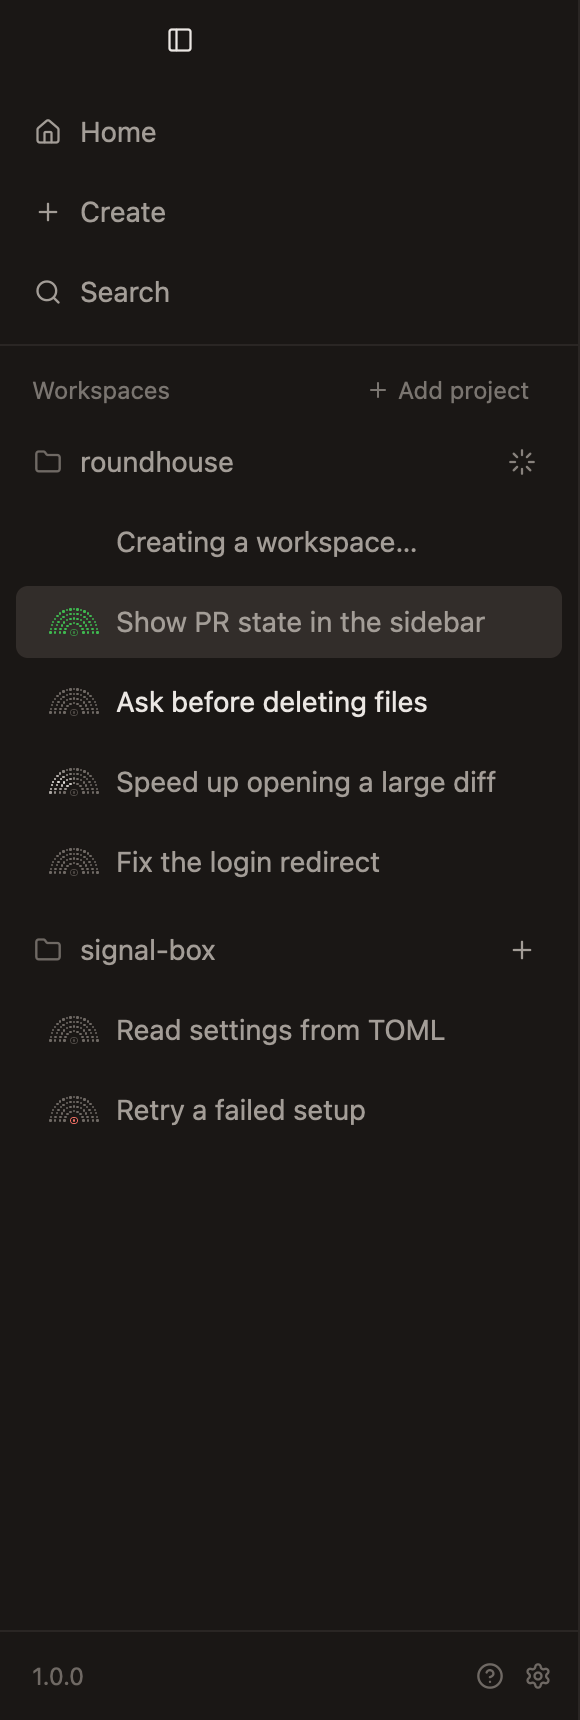 Home
Create
Search
Workspaces
Add project
roundhouse
Creating a workspace...
Show PR state in the sidebar
Ask before deleting files
Speed up opening a large diff
Fix the login redirect
signal-box
Read settings from TOML
Retry a failed setup
1.0.0